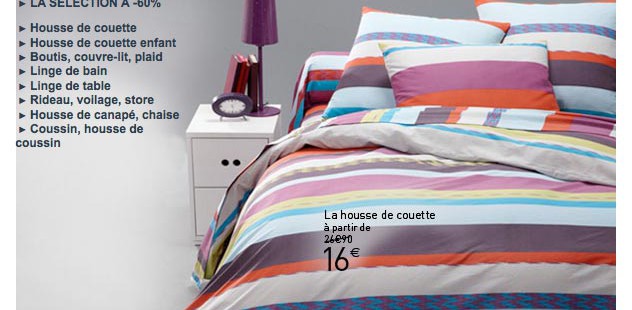 ► LA SÉLECTION À -60%
► Housse de couette
► Housse de couette enfant
► Boutis, couvre-lit, plaid
► Linge de bain
► Linge de table
► Rideau, voilage, store
► Housse de canapé, chaise
► Coussin, housse de
coussin
La housse de couette
à partir de
26€90
16€